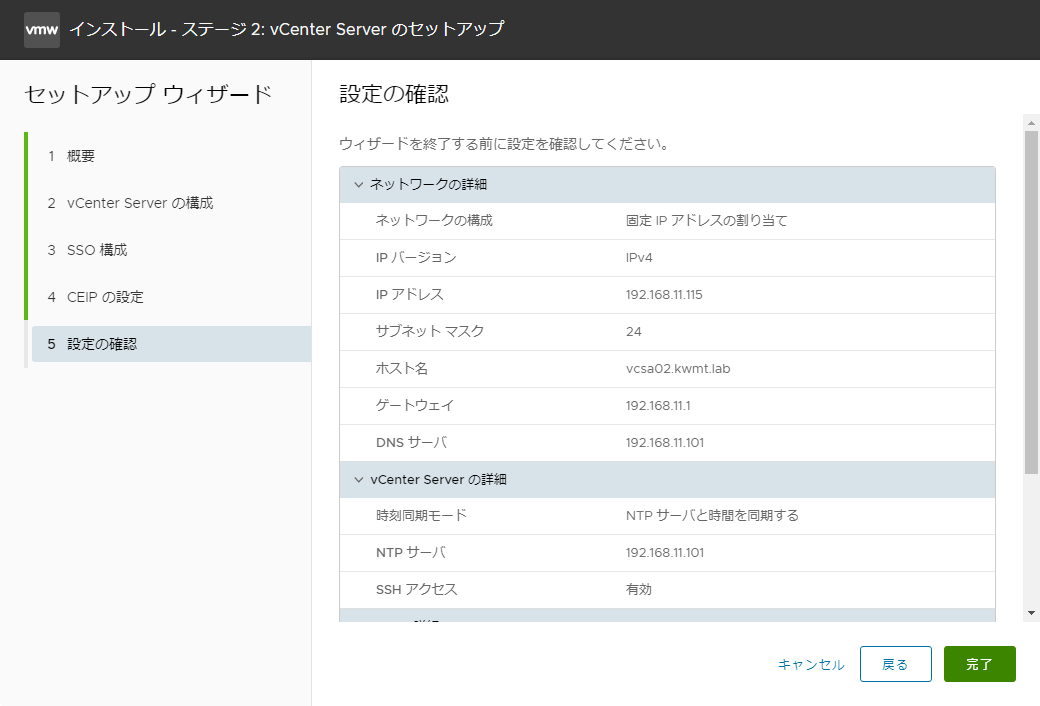 vmw インストール - ステージ 2: vCenter Server のセットアップ
セットアップ ウィザード
1 概要
2 vCenter Server の構成
3 SSO 構成
4 CEIP の設定
5 設定の確認
設定の確認
ウィザードを終了する前に設定を確認してください。
ネットワークの詳細
ネットワークの構成 固定 IP アドレスの割り当て
IP バージョン IPv4
IP アドレス 192.168.11.115
サブネット マスク 24
ホスト名 vcsa02.kwmt.lab
ゲートウェイ 192.168.11.1
DNS サーバ 192.168.11.101
vCenter Server の詳細
時刻同期モード NTP サーバと時間を同期する
NTP サーバ 192.168.11.101
SSH アクセス 有効
キャンセル 戻る 完了